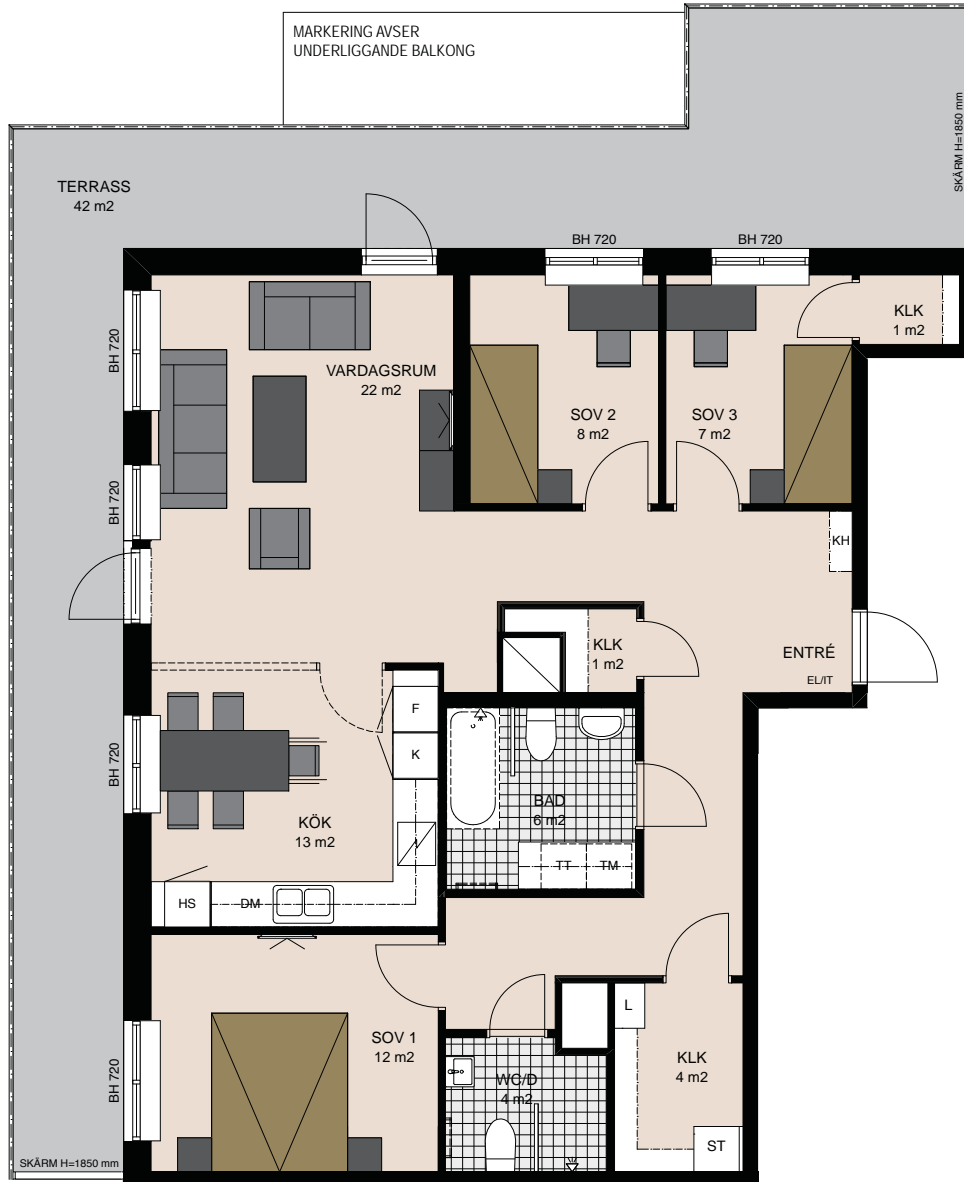 MARKERING AVSER
UNDERLIGGANDE BALKONG
SKÄRM H=1850 mm
TERRASS
42 m2
BH 720
BH 720
BH 720
KLK
1 m2
VARDAGSRUM
22 m2
SOV 2
8 m2
SOV 3
7 m2
BH 720
KH
KLK
1 m2
ENTRÉ
EL/IT
F
K
BH 720
KÖK
13 m2
BAD
6 m2
TT
TM
HS
DM
L
SOV 1
12 m2
BH 720
WC/D
4 m2
KLK
4 m2
ST
SKÄRM H=1850 mm